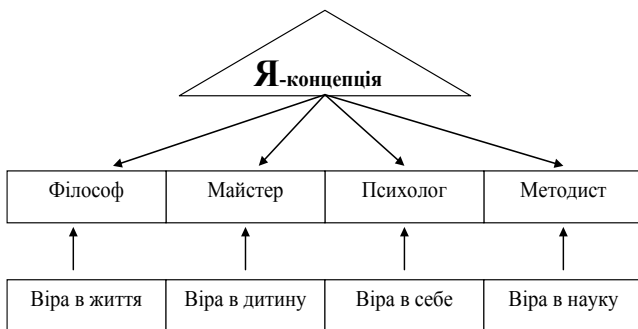 Я-концепція
Філософ Майстер Психолог Методист
Віра в життя Віра в дитину Віра в себе Віра в науку